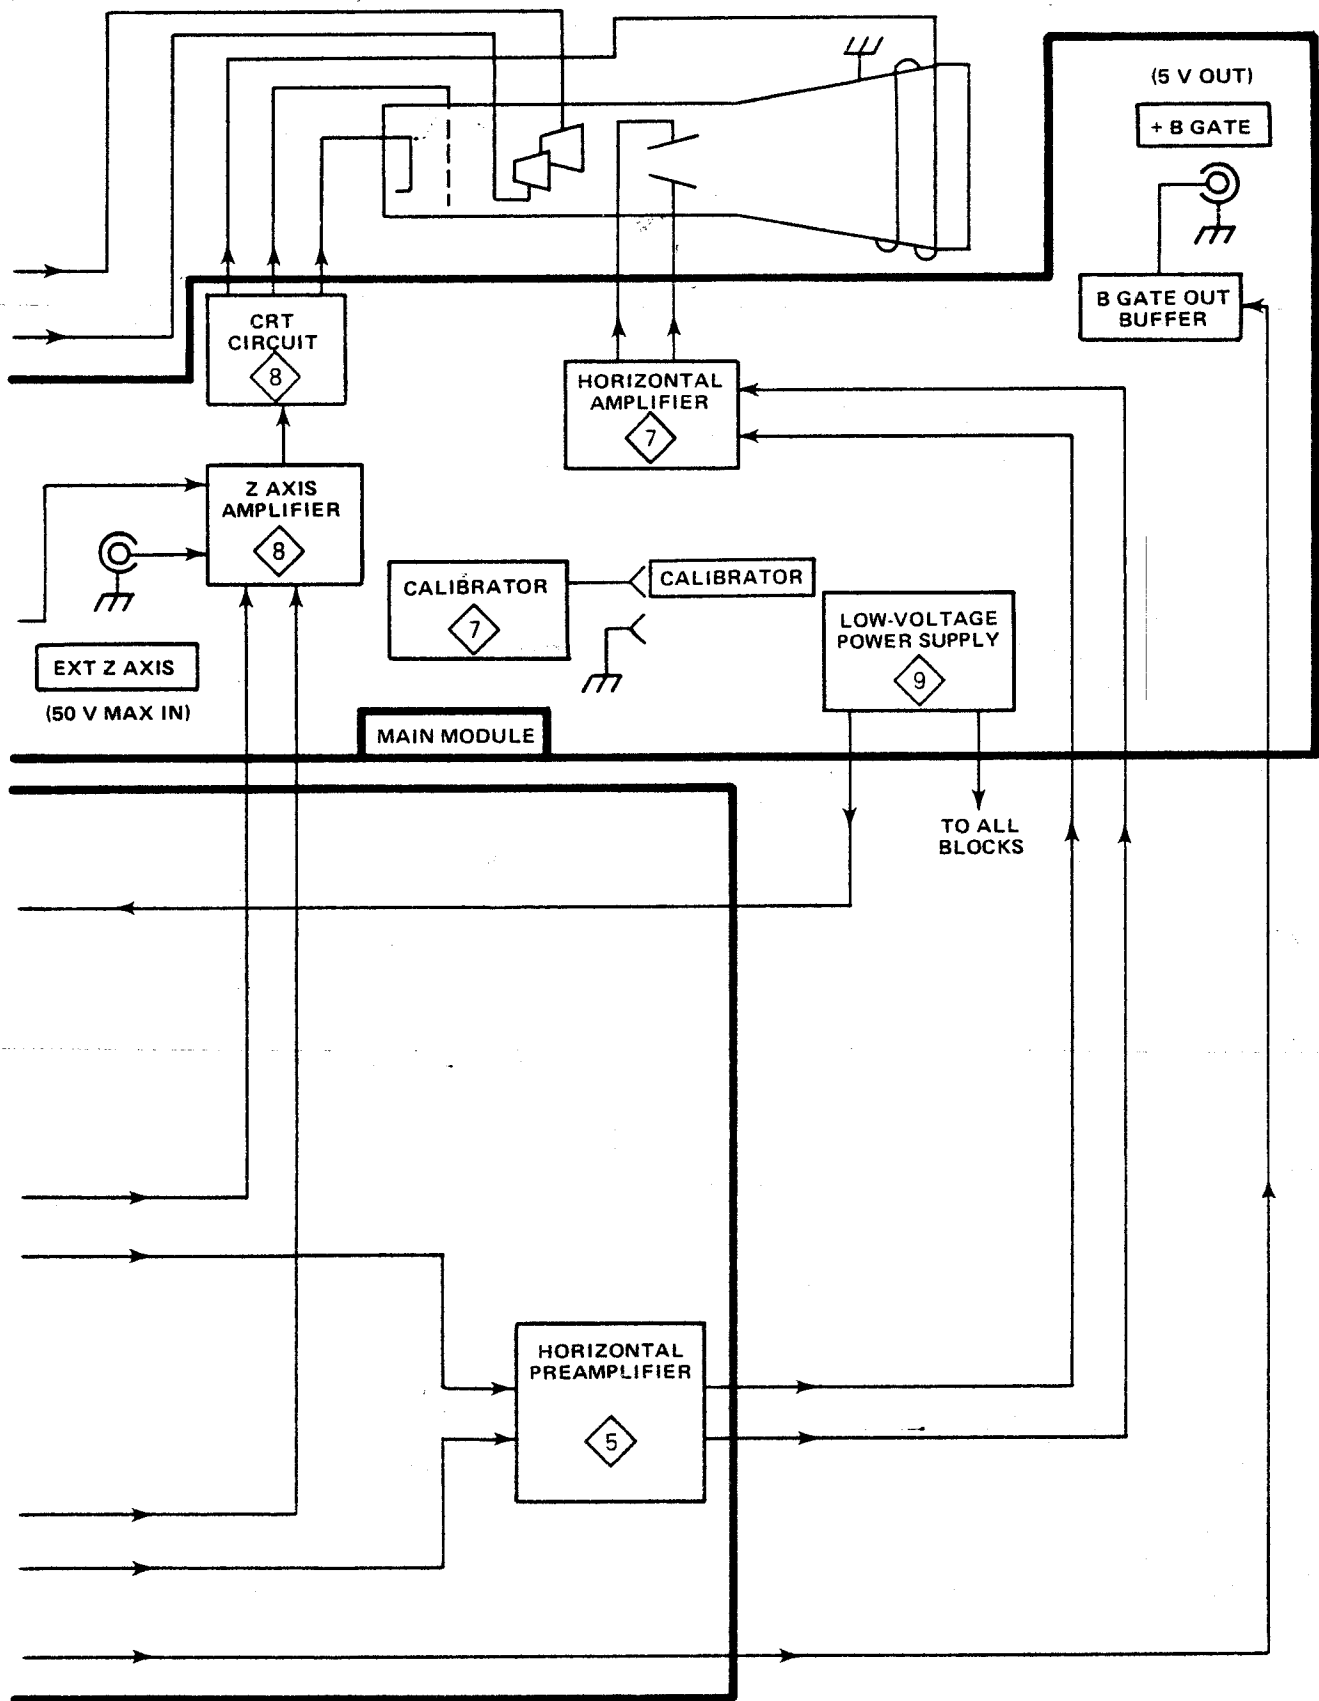 (5 V OUT)
+ B GATE
B GATE OUT
BUFFER
CRT
CIRCUIT
8
HORIZONTAL
AMPLIFIER
7
Z AXIS
AMPLIFIER
8
CALIBRATOR
7
CALIBRATOR
LOW-VOLTAGE
POWER SUPPLY
9
EXT Z AXIS
(50 V MAX IN)
MAIN MODULE
TO ALL
BLOCKS
HORIZONTAL
PREAMPLIFIER
5